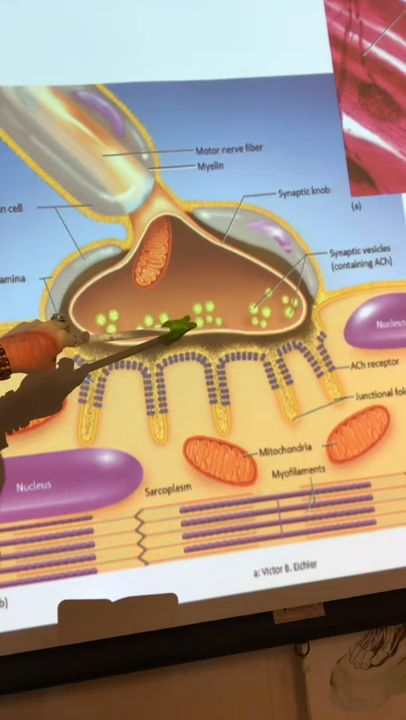 Motor nerve fiber
Myelin
n cell
Synaptic knob
(a)
Synaptic vesicles
(containing ACh)
amina
Nucleus
ACh receptor
Junctional fol
Mitochondria
Myofilaments
Nucleus
Sarcoplasm
a: Victor B. Eichler
b)